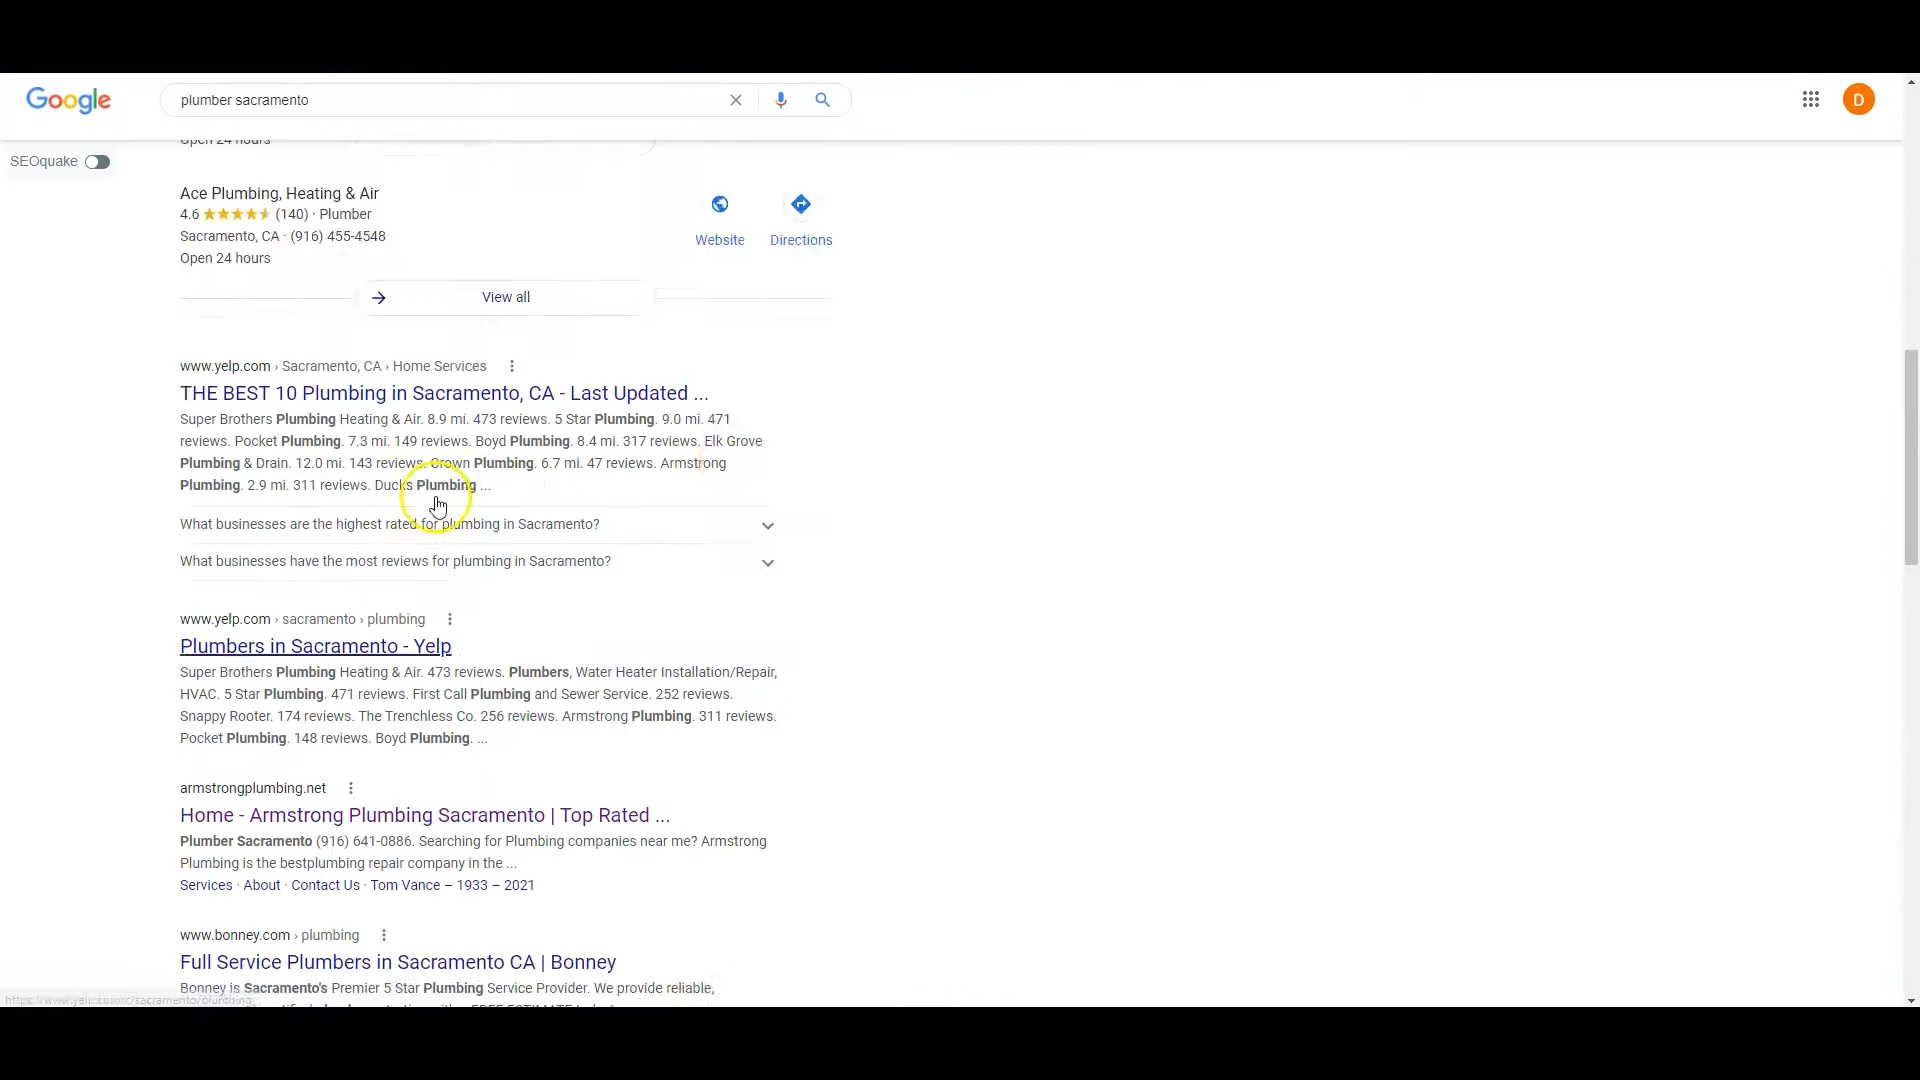 Google
plumber sacramento
D
SEOquake
Open 24 hours
Ace Plumbing, Heating & Air
4.6 (140) · Plumber
Sacramento, CA · (916) 455-4548
Open 24 hours
Website
Directions
View all
www.yelp.com › Sacramento, CA › Home Services
THE BEST 10 Plumbing in Sacramento, CA - Last Updated ...
Super Brothers Plumbing Heating & Air. 8.9 mi. 473 reviews. 5 Star Plumbing. 9.0 mi. 471
reviews. Pocket Plumbing. 7.3 mi. 149 reviews. Boyd Plumbing. 8.4 mi. 317 reviews. Elk Grove
Plumbing & Drain. 12.0 mi. 143 reviews. Crown Plumbing. 6.7 mi. 47 reviews. Armstrong
Plumbing. 2.9 mi. 311 reviews. Ducks Plumbing ...
What businesses are the highest rated for plumbing in Sacramento?
What businesses have the most reviews for plumbing in Sacramento?
www.yelp.com › sacramento › plumbing
Plumbers in Sacramento - Yelp
Super Brothers Plumbing Heating & Air. 473 reviews. Plumbers, Water Heater Installation/Repair,
HVAC. 5 Star Plumbing. 471 reviews. First Call Plumbing and Sewer Service. 252 reviews.
Snappy Rooter. 174 reviews. The Trenchless Co. 256 reviews. Armstrong Plumbing. 311 reviews.
Pocket Plumbing. 148 reviews. Boyd Plumbing. ...
armstrongplumbing.net
Home - Armstrong Plumbing Sacramento | Top Rated ...
Plumber Sacramento (916) 641-0886. Searching for Plumbing companies near me? Armstrong
Plumbing is the bestplumbing repair company in the ...
Services · About · Contact Us · Tom Vance – 1933 – 2021
www.bonney.com › plumbing
Full Service Plumbers in Sacramento CA | Bonney
Bonney is Sacramento's Premier 5 Star Plumbing Service Provider. We provide reliable,